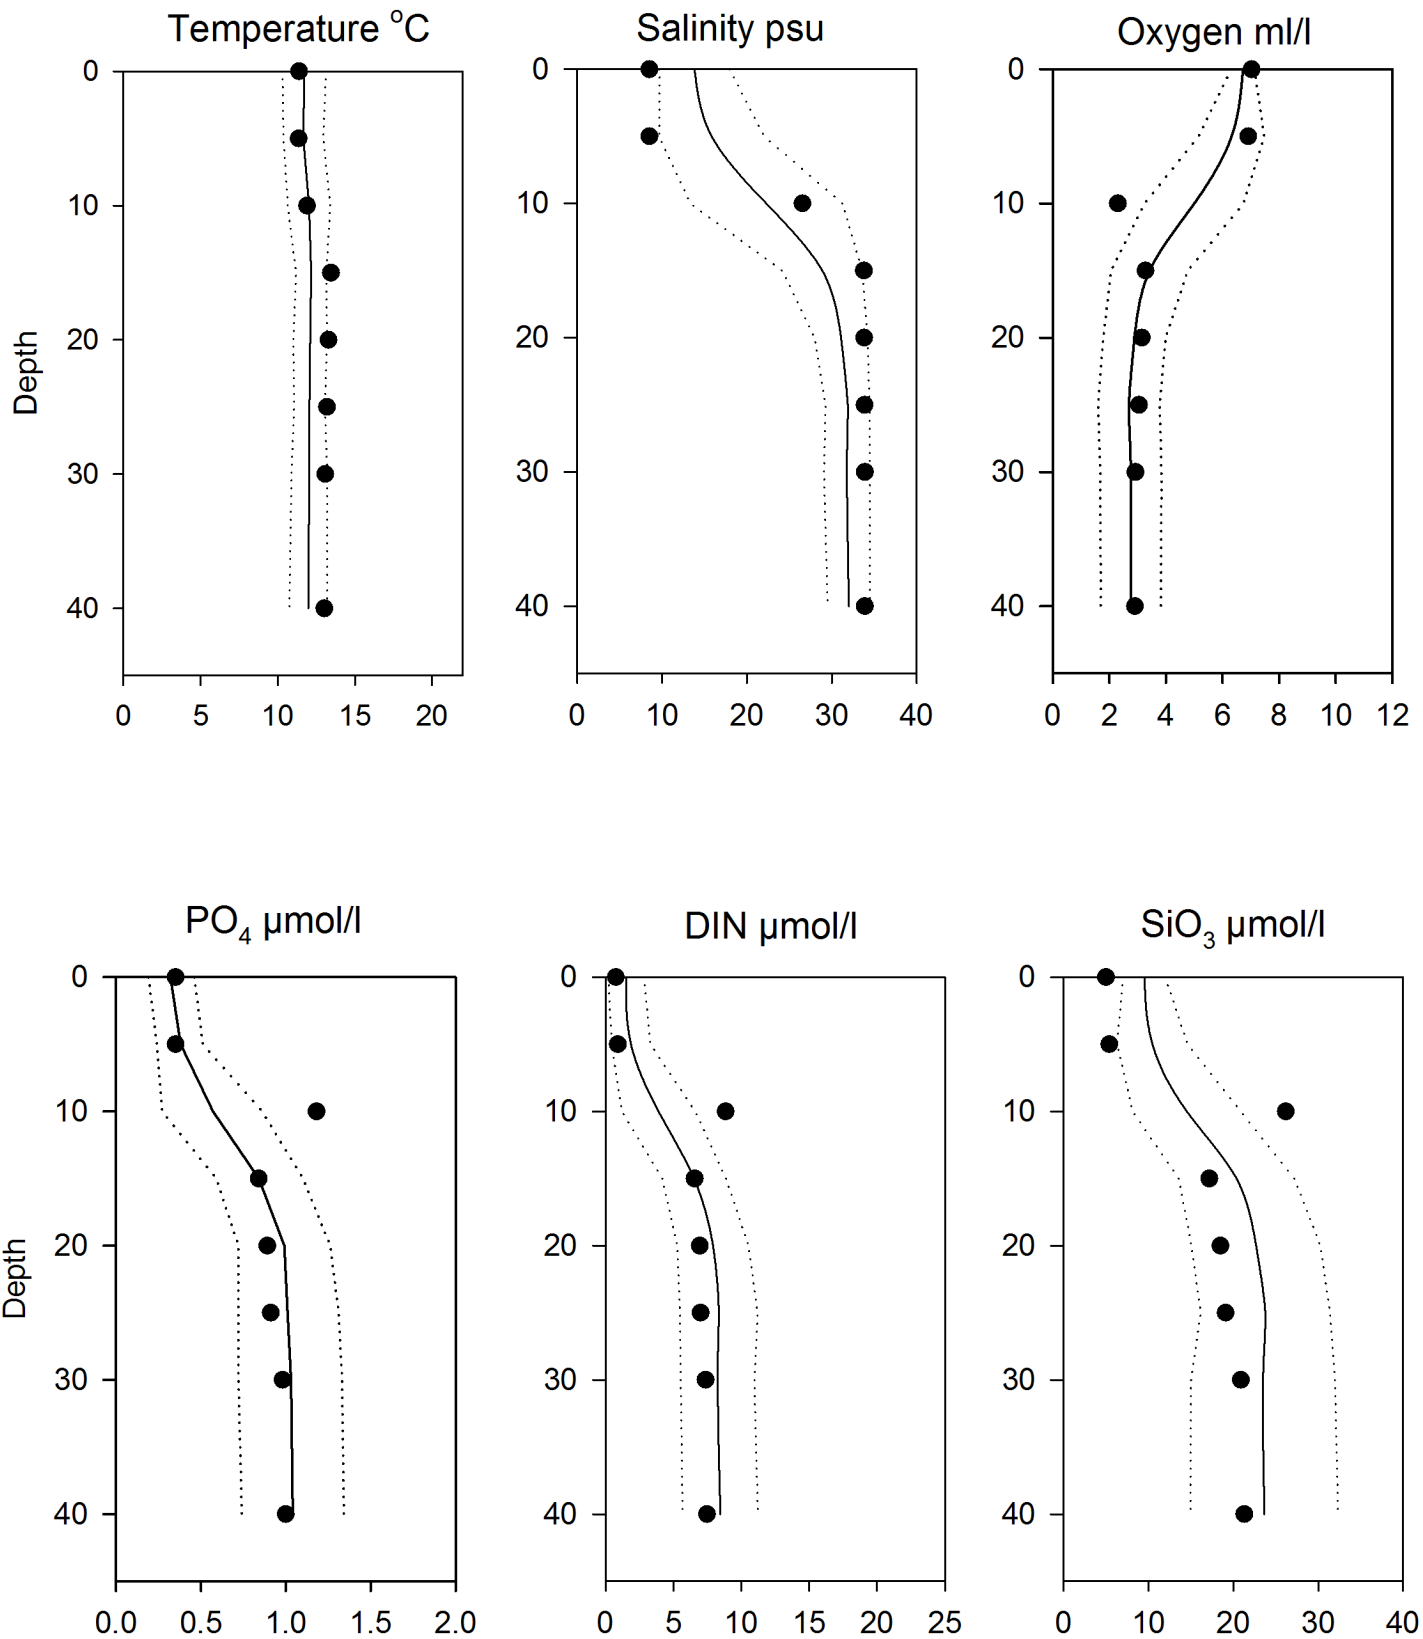 Temperature °C
Salinity psu
Oxygen ml/l
0
10
20
30
40
Depth
0 5 10 15 20
0
10
20
30
40
0 10 20 30 40
0
10
20
30
40
0 2 4 6 8 10 12
PO4 µmol/l
DIN µmol/l
SiO3 µmol/l
0
10
20
30
40
Depth
0.0 0.5 1.0 1.5 2.0
0
10
20
30
40
0 5 10 15 20 25
0
10
20
30
40
0 10 20 30 40